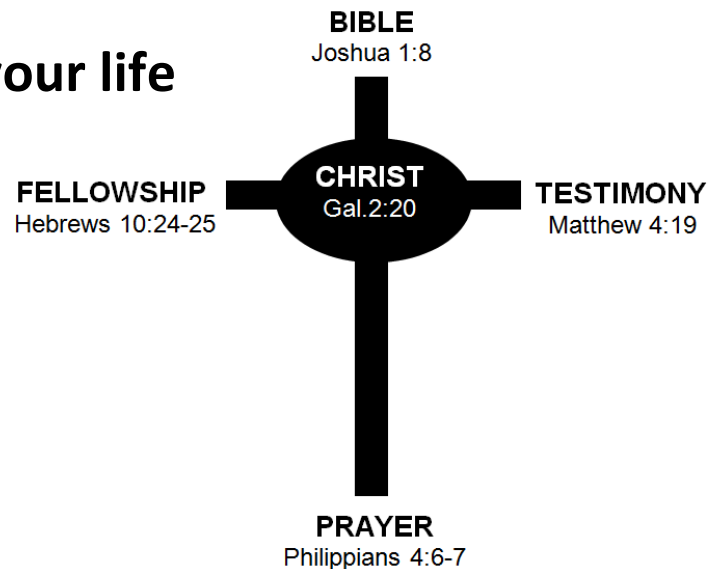 BIBLE
Joshua 1:8
your life
CHRIST
Gal.2:20
FELLOWSHIP
Hebrews 10:24-25
TESTIMONY
Matthew 4:19
PRAYER
Philippians 4:6-7